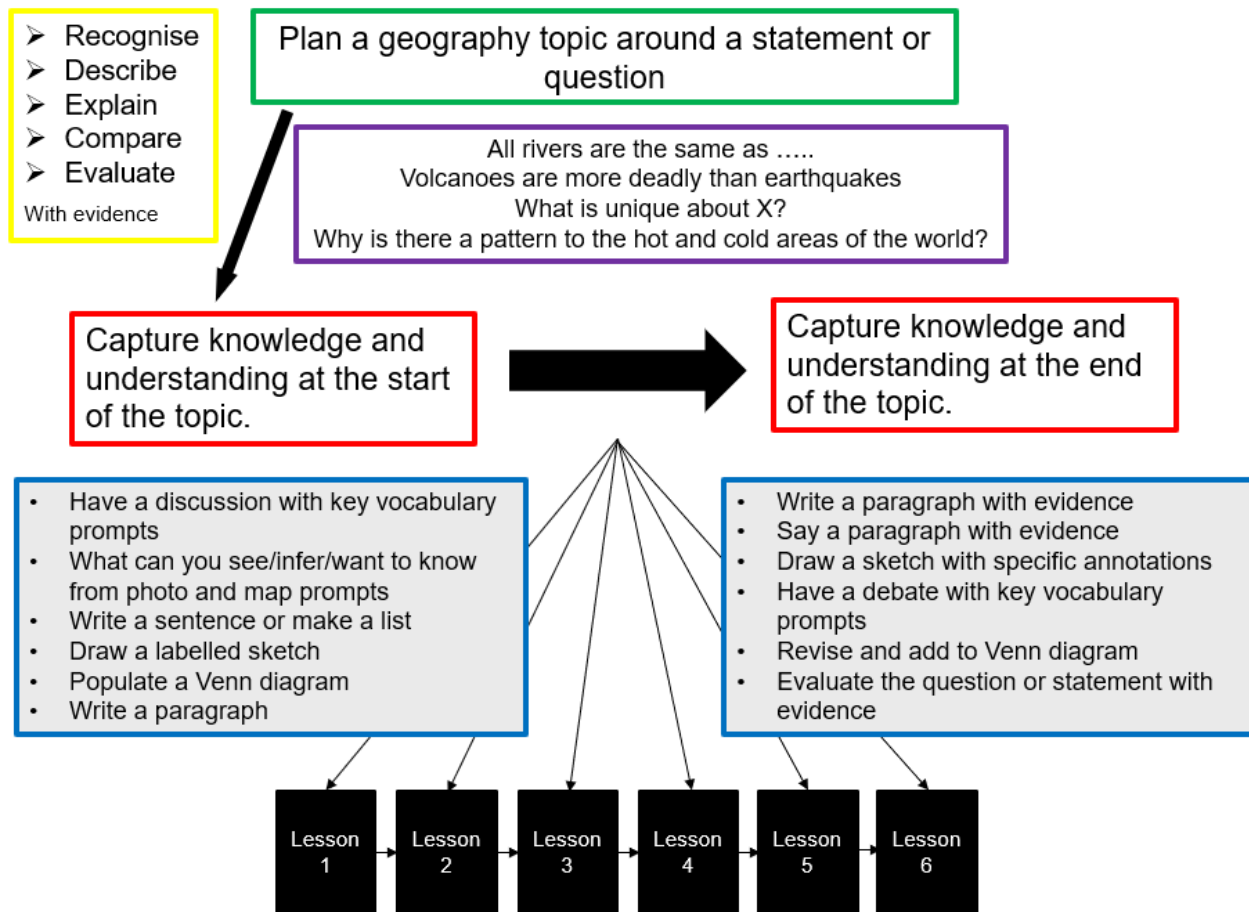 ➢ Recognise
➢ Describe
➢ Explain
➢ Compare
➢ Evaluate
With evidence
Plan a geography topic around a statement or
question
All rivers are the same as …..
Volcanoes are more deadly than earthquakes
What is unique about X?
Why is there a pattern to the hot and cold areas of the world?
Capture knowledge and
understanding at the start
of the topic.
Capture knowledge and
understanding at the end
of the topic.
• Have a discussion with key vocabulary
prompts
• What can you see/infer/want to know
from photo and map prompts
• Write a sentence or make a list
• Draw a labelled sketch
• Populate a Venn diagram
• Write a paragraph
• Write a paragraph with evidence
• Say a paragraph with evidence
• Draw a sketch with specific annotations
• Have a debate with key vocabulary
prompts
• Revise and add to Venn diagram
• Evaluate the question or statement with
evidence
Lesson
1
Lesson
2
Lesson
3
Lesson
4
Lesson
5
Lesson
6